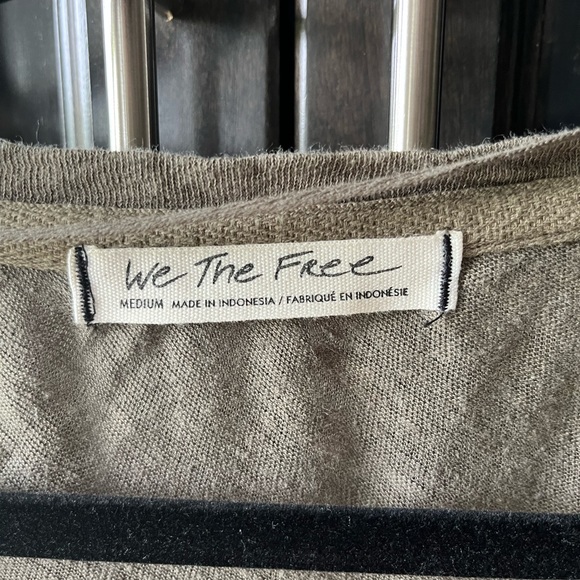 We The Free
MEDIUM MADE IN INDONESIA / FABRIQUÉ EN INDONÉSIE